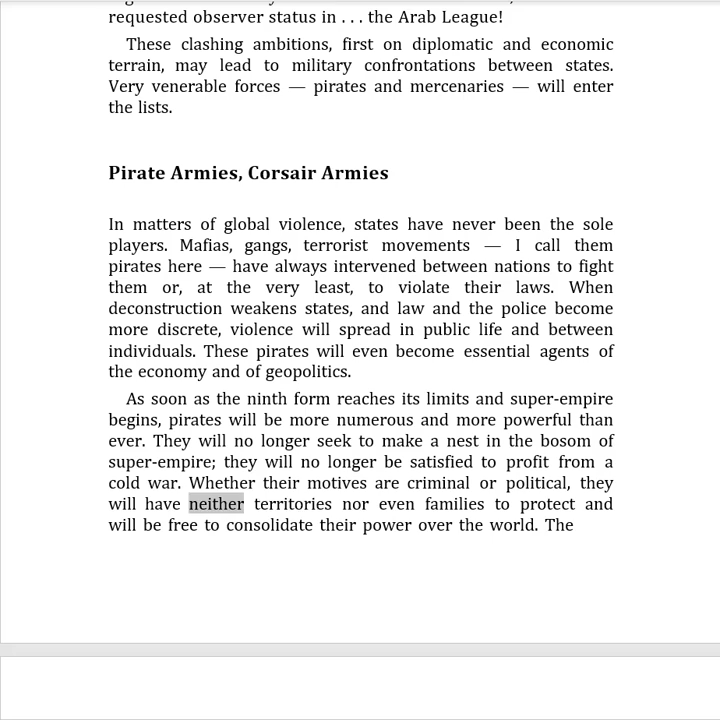 requested observer status in . . . the Arab League!
These clashing ambitions, first on diplomatic and economic
terrain, may lead to military confrontations between states.
Very venerable forces — pirates and mercenaries — will enter
the lists.
Pirate Armies, Corsair Armies
In matters of global violence, states have never been the sole
players. Mafias, gangs, terrorist movements — I call them
pirates here — have always intervened between nations to fight
them or, at the very least, to violate their laws. When
deconstruction weakens states, and law and the police become
more discrete, violence will spread in public life and between
individuals. These pirates will even become essential agents of
the economy and of geopolitics.
As soon as the ninth form reaches its limits and super-empire
begins, pirates will be more numerous and more powerful than
ever. They will no longer seek to make a nest in the bosom of
super-empire; they will no longer be satisfied to profit from a
cold war. Whether their motives are criminal or political, they
will have neither territories nor even families to protect and
will be free to consolidate their power over the world. The